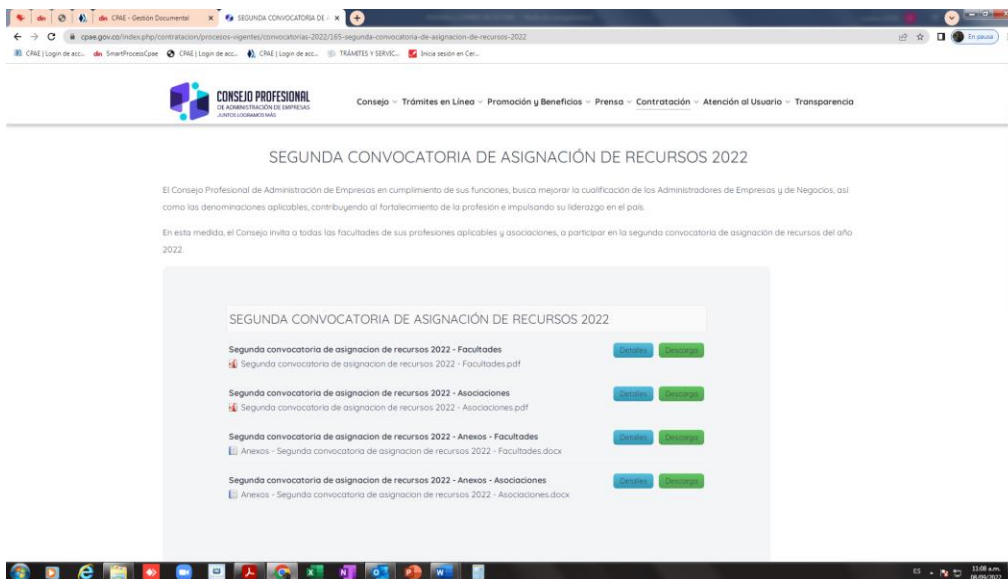 CPAE - Gestión Documental
SEGUNDA CONVOCATORIA DE A
cpae.gov.co/index.php/contratacion/procesos-vigentes/convocatorias-2022/165-segunda-convocatoria-de-asignacion-de-recursos-2022
En pausa
CPAE | Login de acc... SmartProcessCpae CPAE | Login de acc... CPAE | Login de acc... TRÁMITES Y SERVIC... Inicia sesión en Cer...
CONSEJO PROFESIONAL
DE ADMINISTRACIÓN DE EMPRESAS
JUNTOS LOGRAMOS MÁS
Consejo Trámites en Línea Promoción y Beneficios Prensa Contratación Atención al Usuario Transparencia
SEGUNDA CONVOCATORIA DE ASIGNACIÓN DE RECURSOS 2022
El Consejo Profesional de Administración de Empresas en cumplimiento de sus funciones, busca mejorar la cualificación de los Administradores de Empresas y de Negocios, así
como las denominaciones aplicables, contribuyendo al fortalecimiento de la profesión e impulsando su liderazgo en el país.
En esta medida, el Consejo invita a todas las facultades de sus profesiones aplicables y asociaciones, a participar en la segunda convocatoria de asignación de recursos del año
2022.
SEGUNDA CONVOCATORIA DE ASIGNACIÓN DE RECURSOS 2022
Segunda convocatoria de asignacion de recursos 2022 - Facultades Detalles Descarga
Segunda convocatoria de asignacion de recursos 2022 - Facultades.pdf
Segunda convocatoria de asignacion de recursos 2022 - Asociaciones Detalles Descarga
Segunda convocatoria de asignacion de recursos 2022 - Asociaciones.pdf
Segunda convocatoria de asignacion de recursos 2022 - Anexos - Facultades Detalles Descarga
Anexos - Segunda convocatoria de asignacion de recursos 2022 - Facultades.docx
Segunda convocatoria de asignacion de recursos 2022 - Anexos - Asociaciones Detalles Descarga
Anexos - Segunda convocatoria de asignacion de recursos 2022 - Asociaciones.docx
ES
11:08 a.m.
08/09/2022